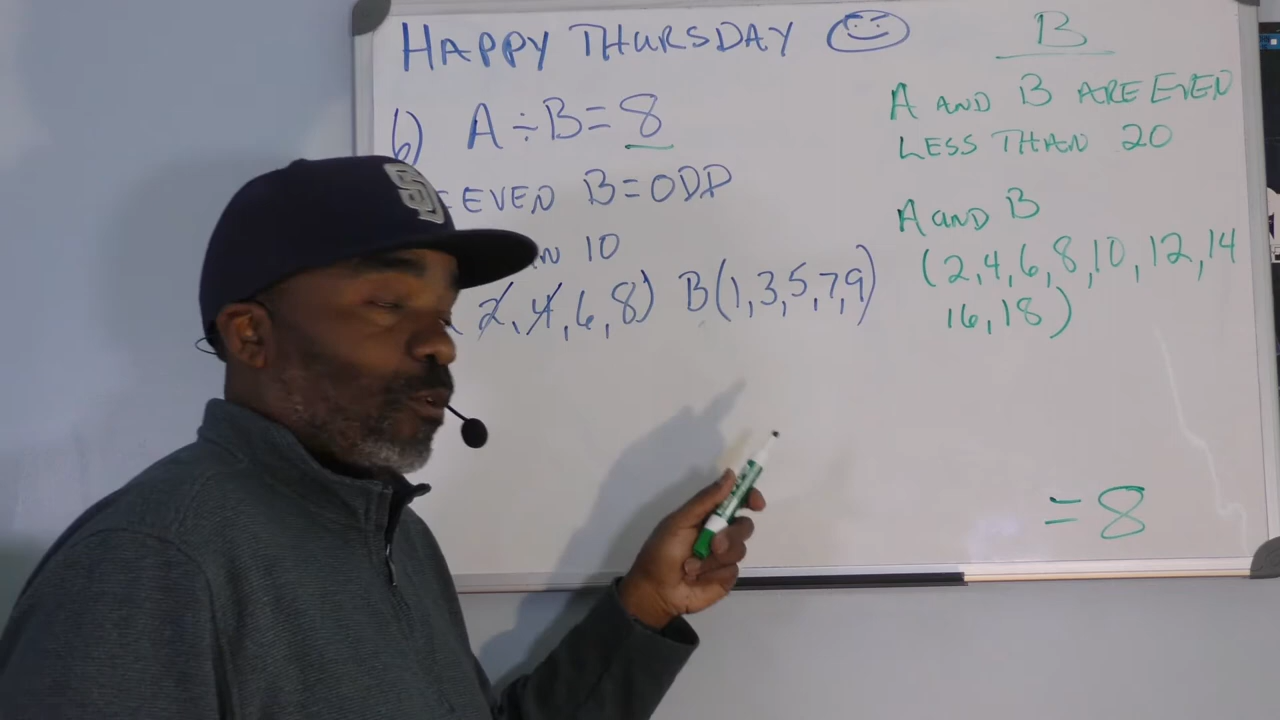 HAPPY THURSDAY
b) A ÷ B = 8
= EVEN B = ODD
10
2, 4, 6, 8) B(1, 3, 5, 7, 9)
B
A AND B ARE EVEN
LESS THAN 20
A AND B
(2, 4, 6, 8, 10, 12, 14
16, 18)
= 8
SD